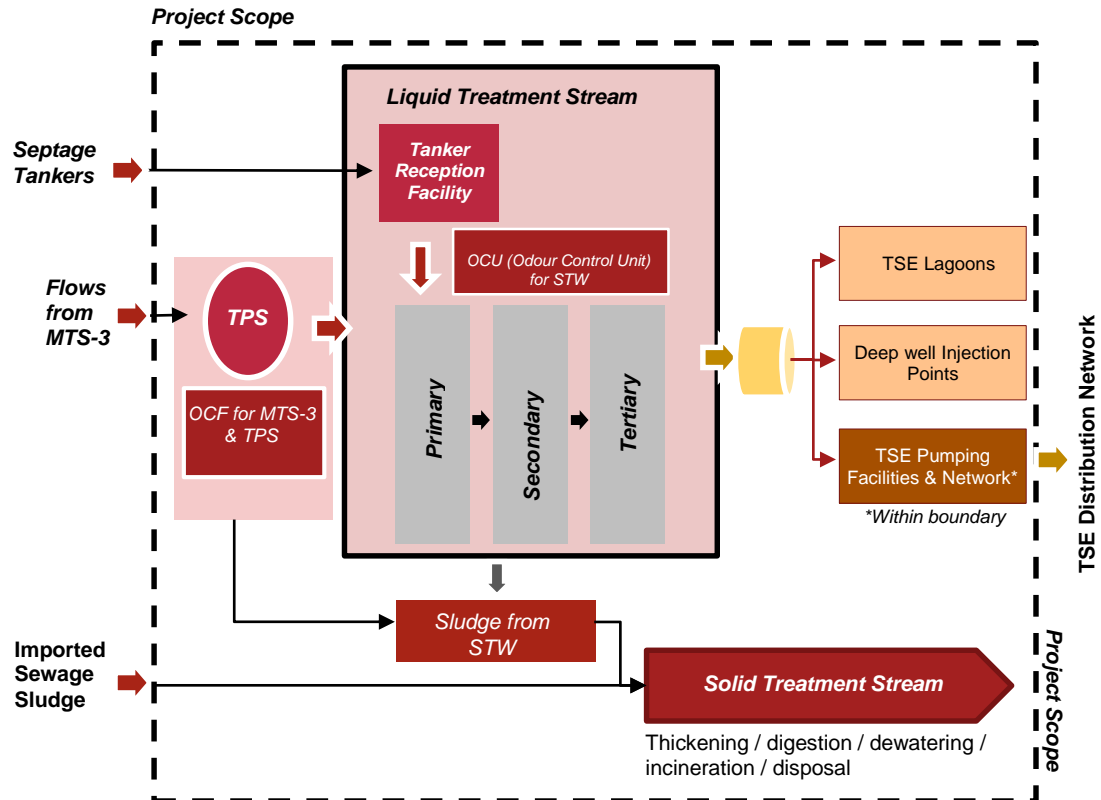 Project Scope
Liquid Treatment Stream
Septage
Tankers
Tanker
Reception
Facility
OCU (Odour Control Unit)
for STW
Flows
from
MTS-3
TPS
OCF for MTS-3
& TPS
Primary
Secondary
Tertiary
TSE Lagoons
Deep well Injection
Points
TSE Pumping
Facilities & Network*
*Within boundary
TSE Distribution Network
Sludge from
STW
Imported
Sewage
Sludge
Solid Treatment Stream
Thickening / digestion / dewatering /
incineration / disposal
Project Scope